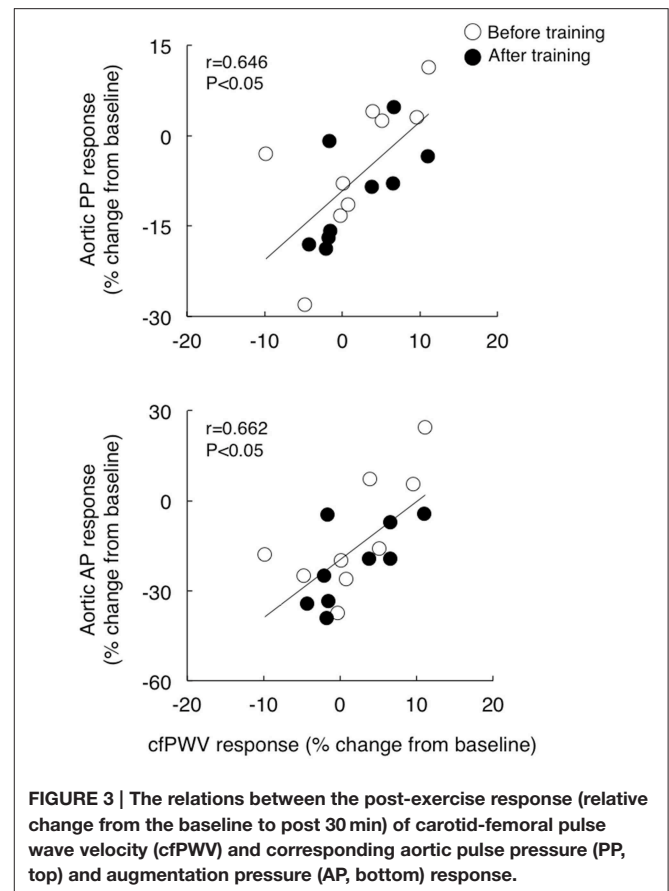 ○ Before training
● After training
r=0.646
P<0.05
Aortic PP response
(% change from baseline)
15
0
-15
-30
-20 -10 0 10 20
r=0.662
P<0.05
Aortic AP response
(% change from baseline)
30
0
-30
-60
-20 -10 0 10 20
cfPWV response (% change from baseline)
FIGURE 3 | The relations between the post-exercise response (relative
change from the baseline to post 30 min) of carotid-femoral pulse
wave velocity (cfPWV) and corresponding aortic pulse pressure (PP,
top) and augmentation pressure (AP, bottom) response.